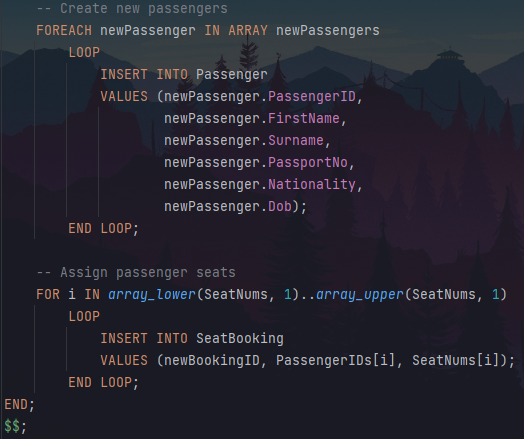 -- Create new passengers
FOREACH newPassenger IN ARRAY newPassengers
LOOP
INSERT INTO Passenger
VALUES (newPassenger.PassengerID,
newPassenger.FirstName,
newPassenger.Surname,
newPassenger.PassportNo,
newPassenger.Nationality,
newPassenger.Dob);
END LOOP;
-- Assign passenger seats
FOR i IN array_lower(SeatNums, 1)..array_upper(SeatNums, 1)
LOOP
INSERT INTO SeatBooking
VALUES (newBookingID, PassengerIDs[i], SeatNums[i]);
END LOOP;
END;
$$;